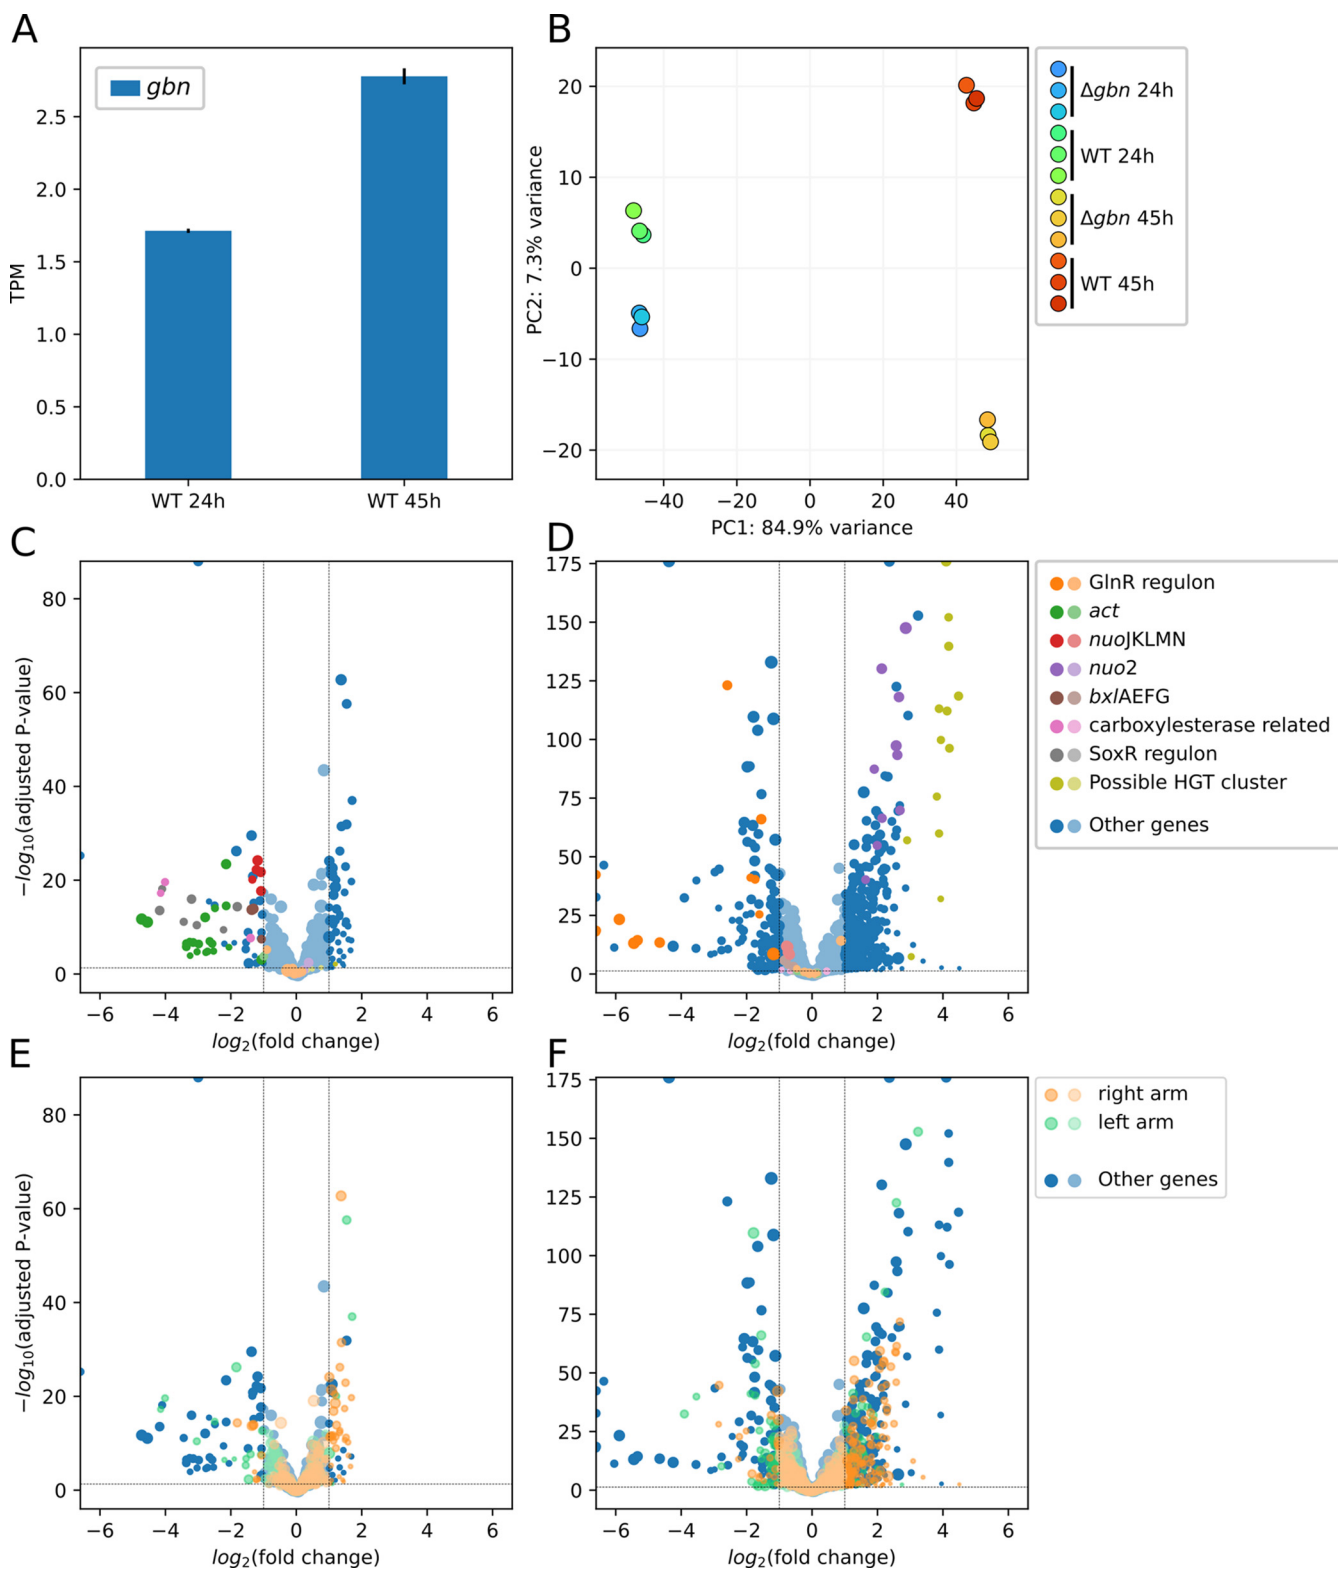 A
gbn
TPM
2.5
2.0
1.5
1.0
0.5
0.0
WT 24h WT 45h
B
PC2: 7.3% variance
20
10
0
−10
−20
−40 −20 0 20 40
PC1: 84.9% variance
Δgbn 24h
WT 24h
Δgbn 45h
WT 45h
C
−log10(adjusted P-value)
80
60
40
20
0
−6 −4 −2 0 2 4 6
log2(fold change)
D
175
150
125
100
75
50
25
0
−6 −4 −2 0 2 4 6
log2(fold change)
GlnR regulon
act
nuoJKLMN
nuo2
bxlAEFG
carboxylesterase related
SoxR regulon
Possible HGT cluster
Other genes
E
−log10(adjusted P-value)
80
60
40
20
0
−6 −4 −2 0 2 4 6
log2(fold change)
F
175
150
125
100
75
50
25
0
−6 −4 −2 0 2 4 6
log2(fold change)
right arm
left arm
Other genes